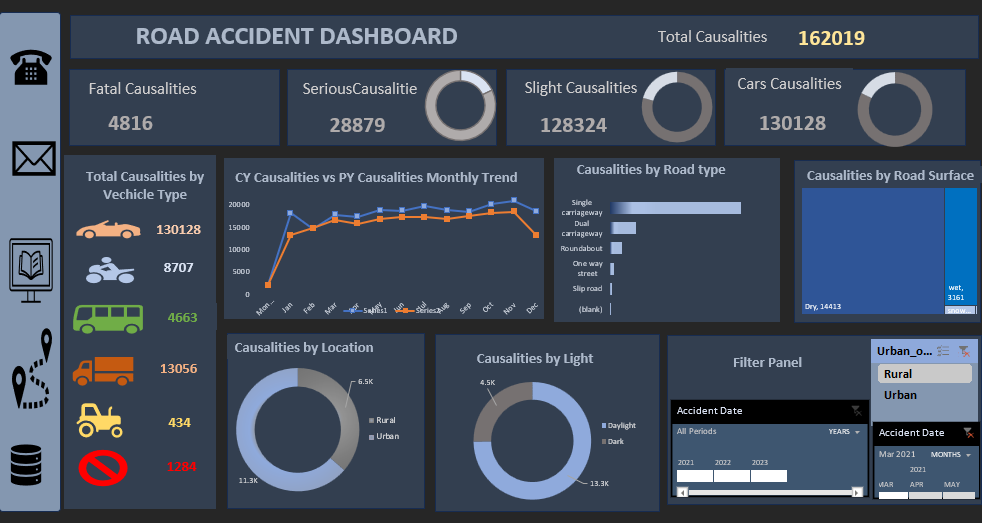 ROAD ACCIDENT DASHBOARD
Total Causalities
162019
Fatal Causalities
4816
SeriousCausalitie
28879
Slight Causalities
128324
Cars Causalities
130128
Total Causalities by
Vechicle Type
130128
8707
4663
13056
434
1284
CY Causalities vs PY Causalities Monthly Trend
20000
15000
10000
5000
0
Mon...
Jan
Feb
Mar
Apr
May
Jun
Jul
Aug
Sep
Oct
Nov
Dec
Series1
Series2
Causalities by Road type
Single
carriageway
Dual
carriageway
Roundabout
One way
street
Slip road
(blank)
Causalities by Road Surface
Dry, 14413
wet,
3161
snow...
Causalities by Location
6.5K
11.3K
Rural
Urban
Causalities by Light
4.5K
13.3K
Daylight
Dark
Filter Panel
Urban_o...
Rural
Urban
Accident Date
All Periods
YEARS
2021
2022
2023
Accident Date
Mar 2021
MONTHS
2021
MAR
APR
MAY